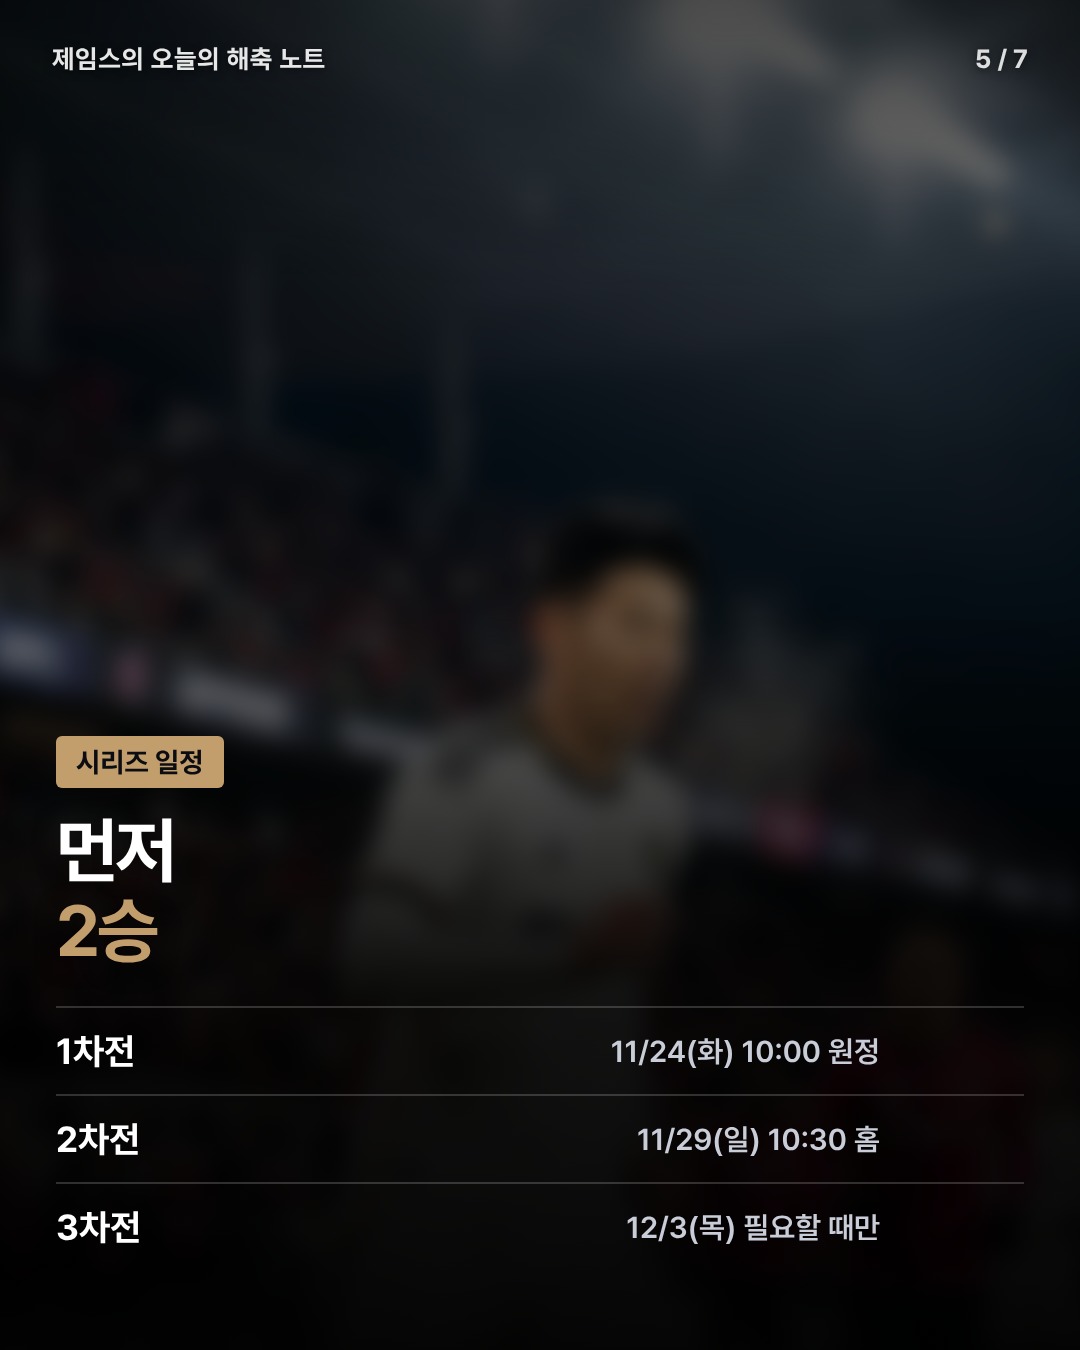 제임스의 오늘의 해축 노트
5 / 7
시리즈 일정
먼저
2승
1차전
11/24(화) 10:00 원정
2차전
11/29(일) 10:30 홈
3차전
12/3(목) 필요할 때만